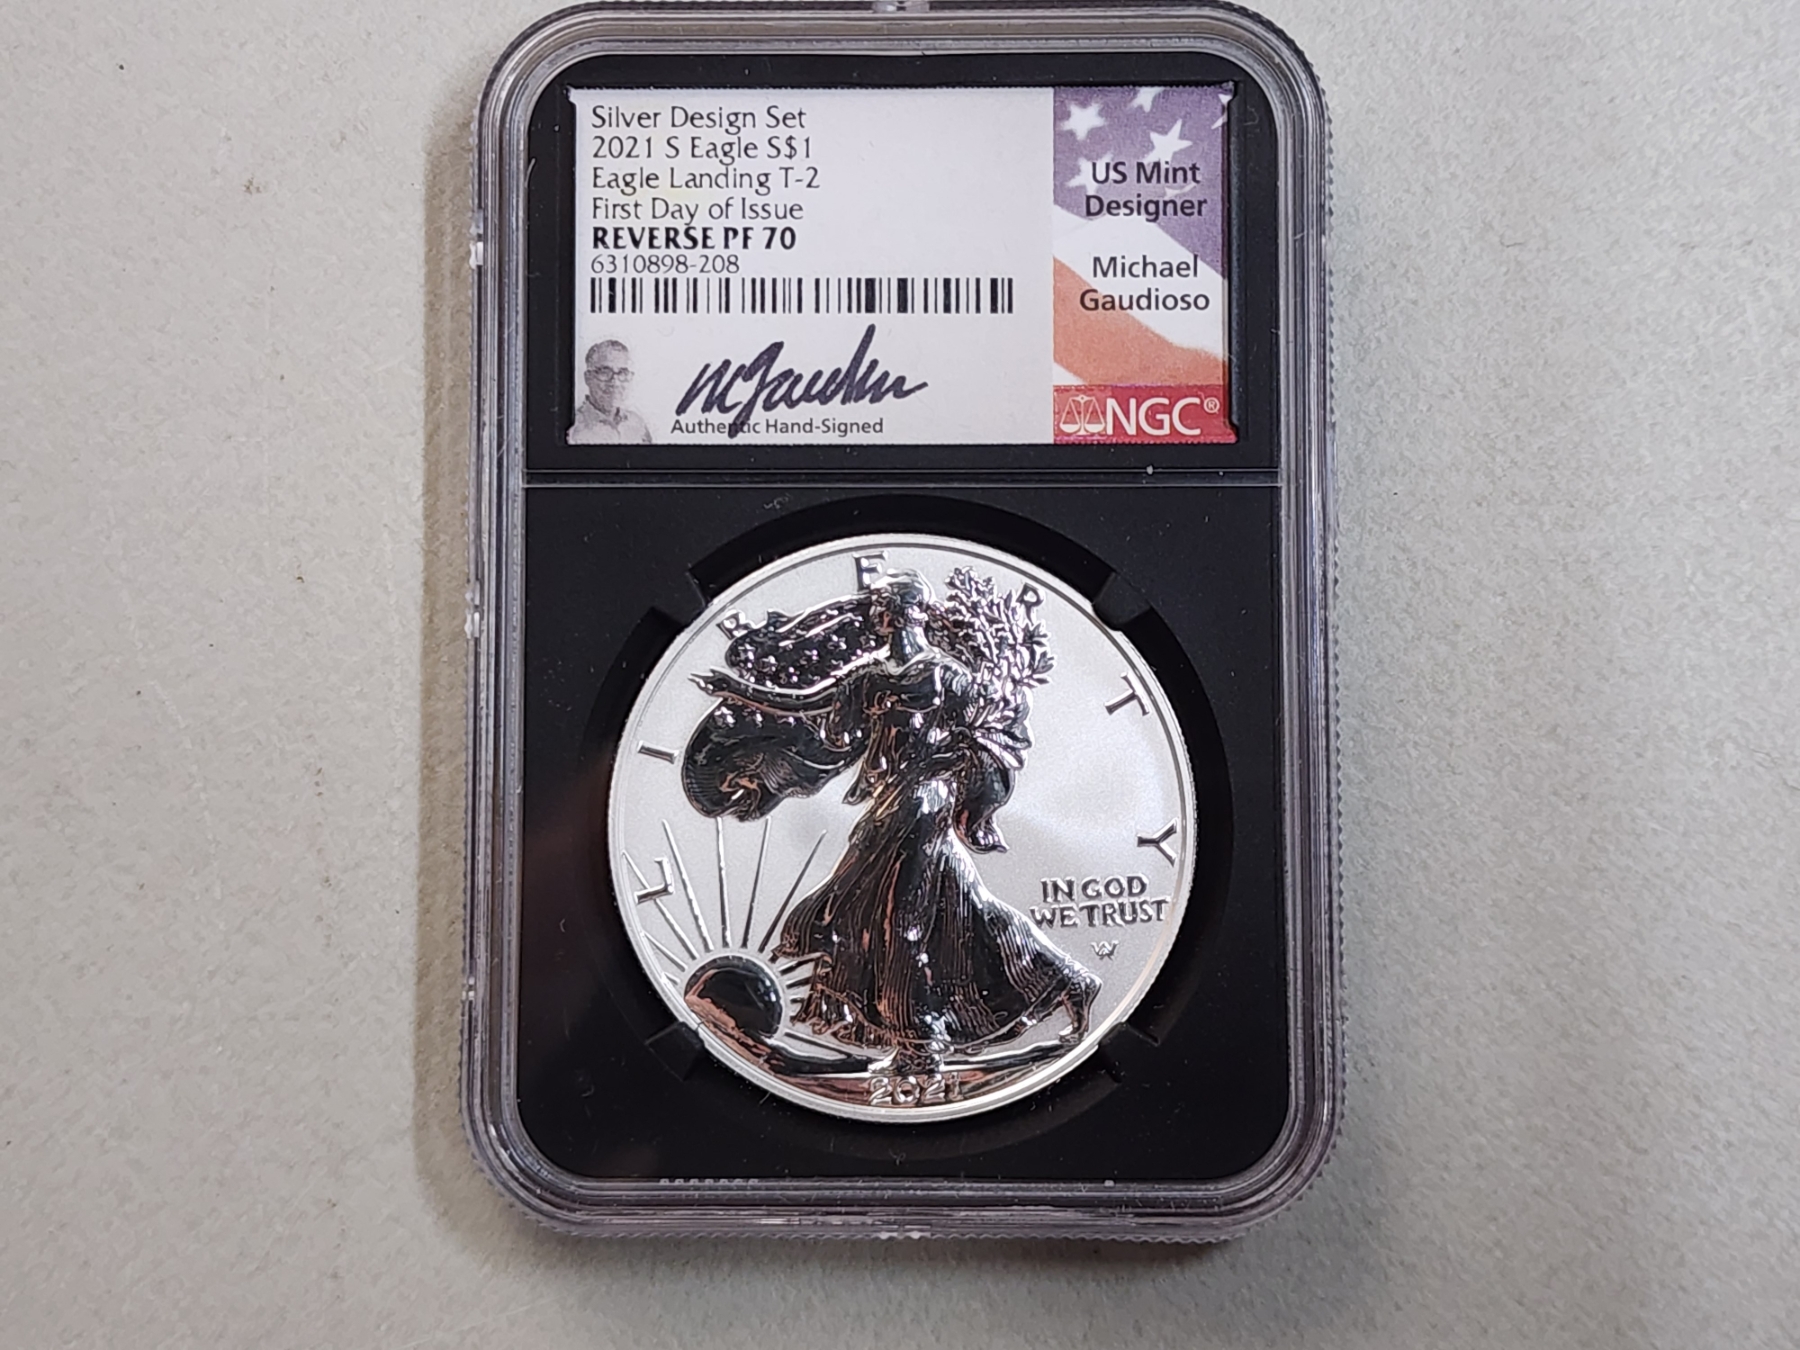 Silver Design Set
2021 S Eagle S$1
Eagle Landing T-2
First Day of Issue
REVERSE PF 70
6310898-208
Authentic Hand-Signed
US Mint
Designer
Michael
Gaudioso
NGC®
LIBERTY
IN GOD
WE TRUST
2021